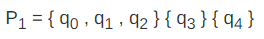 P₁ = { q₀ , q₁ , q₂ } { q₃ } { q₄ }